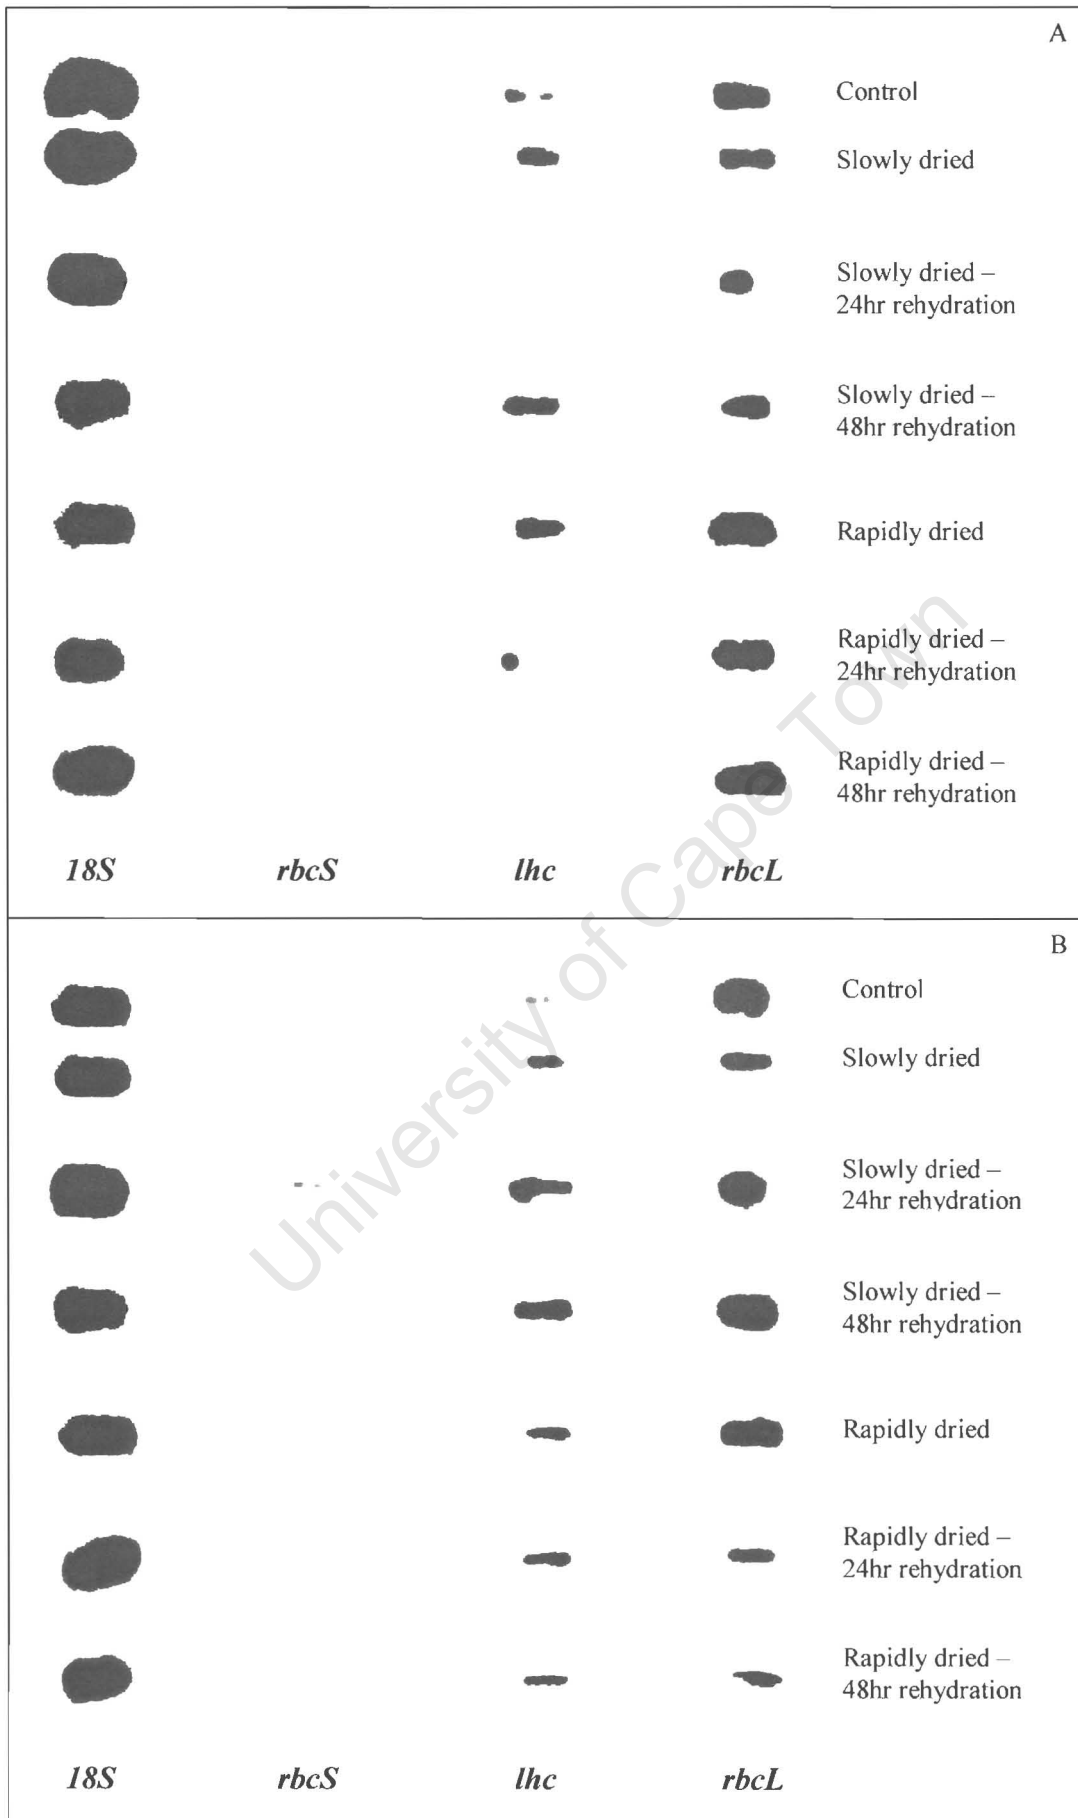 A
Control
Slowly dried
Slowly dried –
24hr rehydration
Slowly dried –
48hr rehydration
Rapidly dried
Rapidly dried –
24hr rehydration
Rapidly dried –
48hr rehydration
18S rbcS lhc rbcL
B
Control
Slowly dried
Slowly dried –
24hr rehydration
Slowly dried –
48hr rehydration
Rapidly dried
Rapidly dried –
24hr rehydration
Rapidly dried –
48hr rehydration
18S rbcS lhc rbcL
University of Cape Town